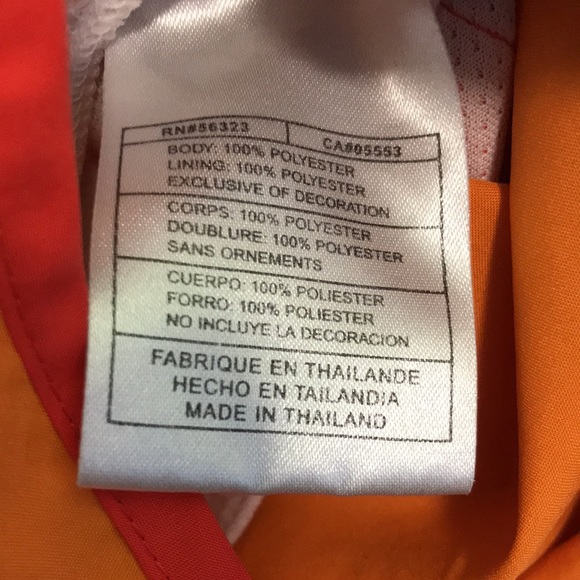 RN#56323 CA#05553
BODY: 100% POLYESTER
LINING: 100% POLYESTER
EXCLUSIVE OF DECORATION
CORPS: 100% POLYESTER
DOUBLURE: 100% POLYESTER
SANS ORNEMENTS
CUERPO: 100% POLIESTER
FORRO: 100% POLIESTER
NO INCLUYE LA DECORACION
FABRIQUE EN THAILANDE
HECHO EN TAILANDIA
MADE IN THAILAND